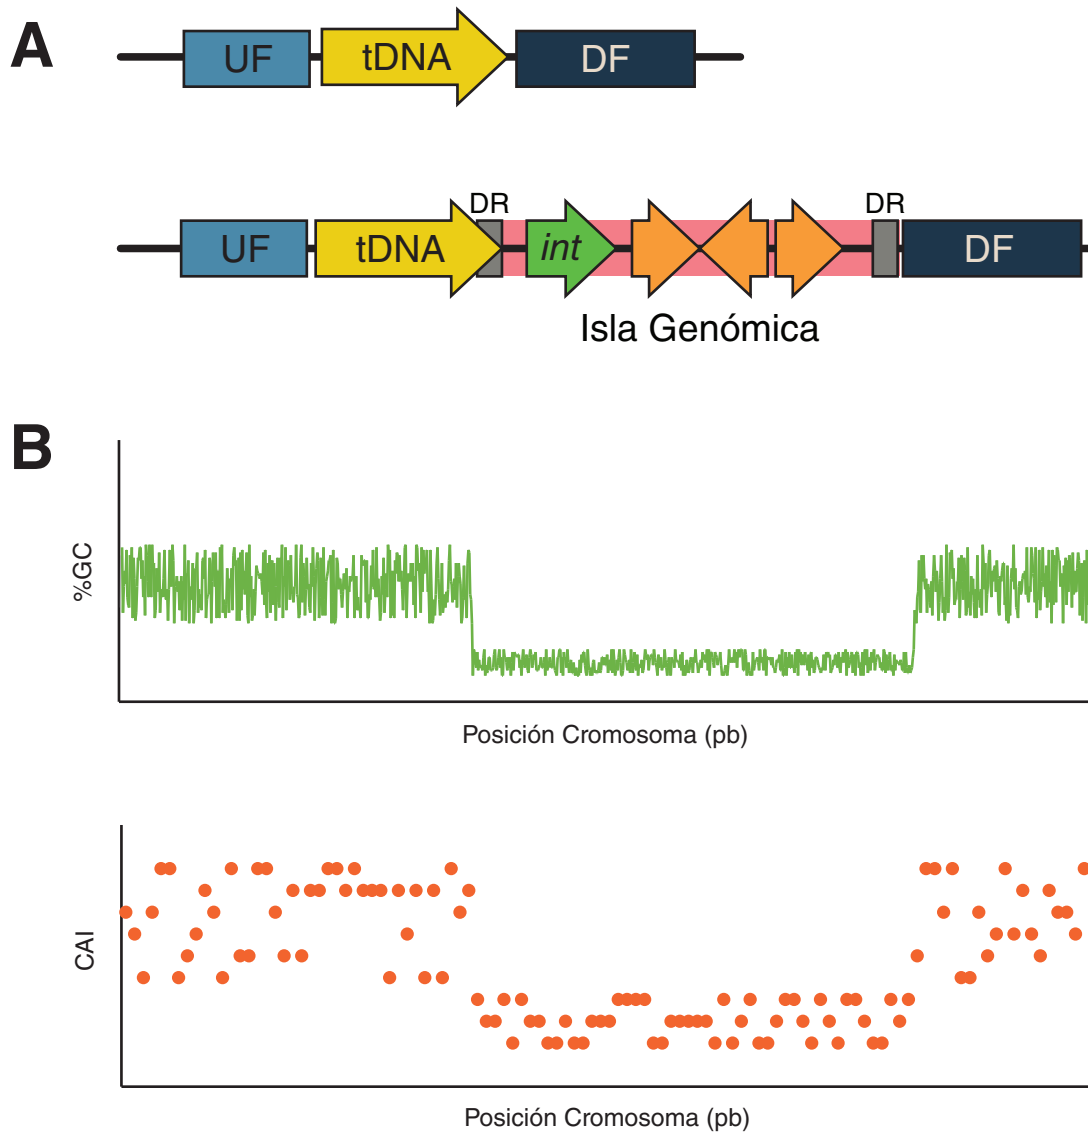 A
UF tDNA DF
DR DR
UF tDNA int DF
Isla Genómica
B
%GC
Posición Cromosoma (pb)
CAI
Posición Cromosoma (pb)